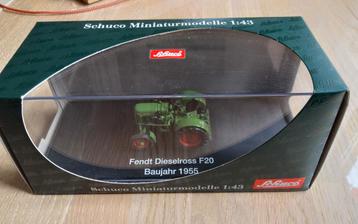 Schuco Miniaturmodelle 1:43
Schuco
Fendt Dieselross F20
Baujahr 1955
Schuco Miniaturmodelle 1:43
Schuco